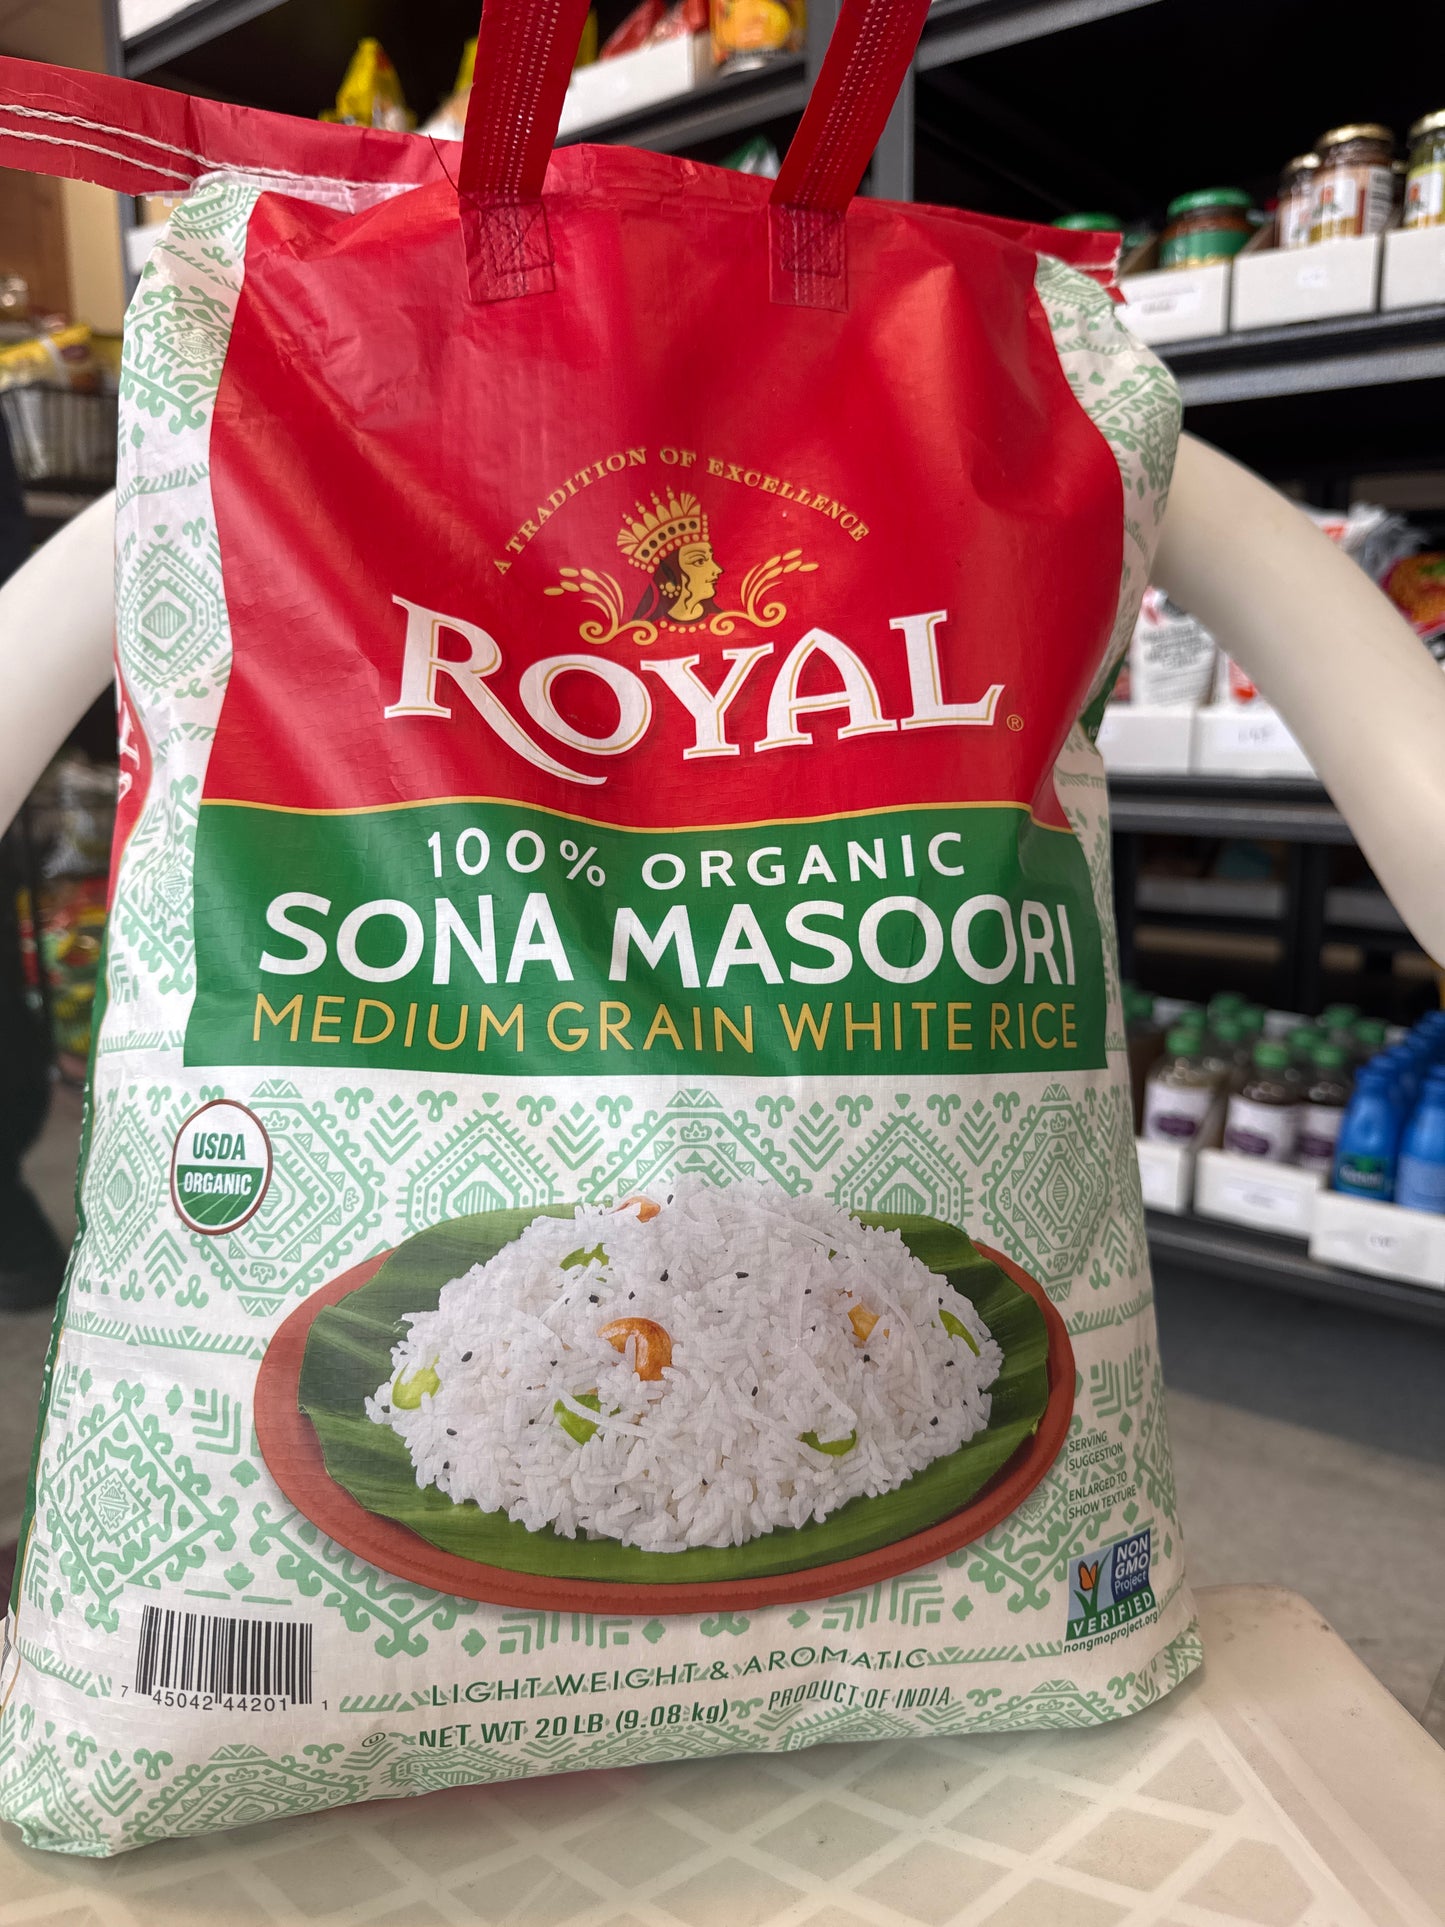 A TRADITION OF EXCELLENCE
ROYAL®
100% ORGANIC
SONA MASOORI
MEDIUM GRAIN WHITE RICE
USDA
ORGANIC
SERVING
SUGGESTION
ENLARGED TO
SHOW TEXTURE
NON
GMO
Project
VERIFIED
nongmoproject.org
LIGHT WEIGHT & AROMATIC
7 45042 44201 1
NET WT 20 LB (9.08 kg)
PRODUCT OF INDIA